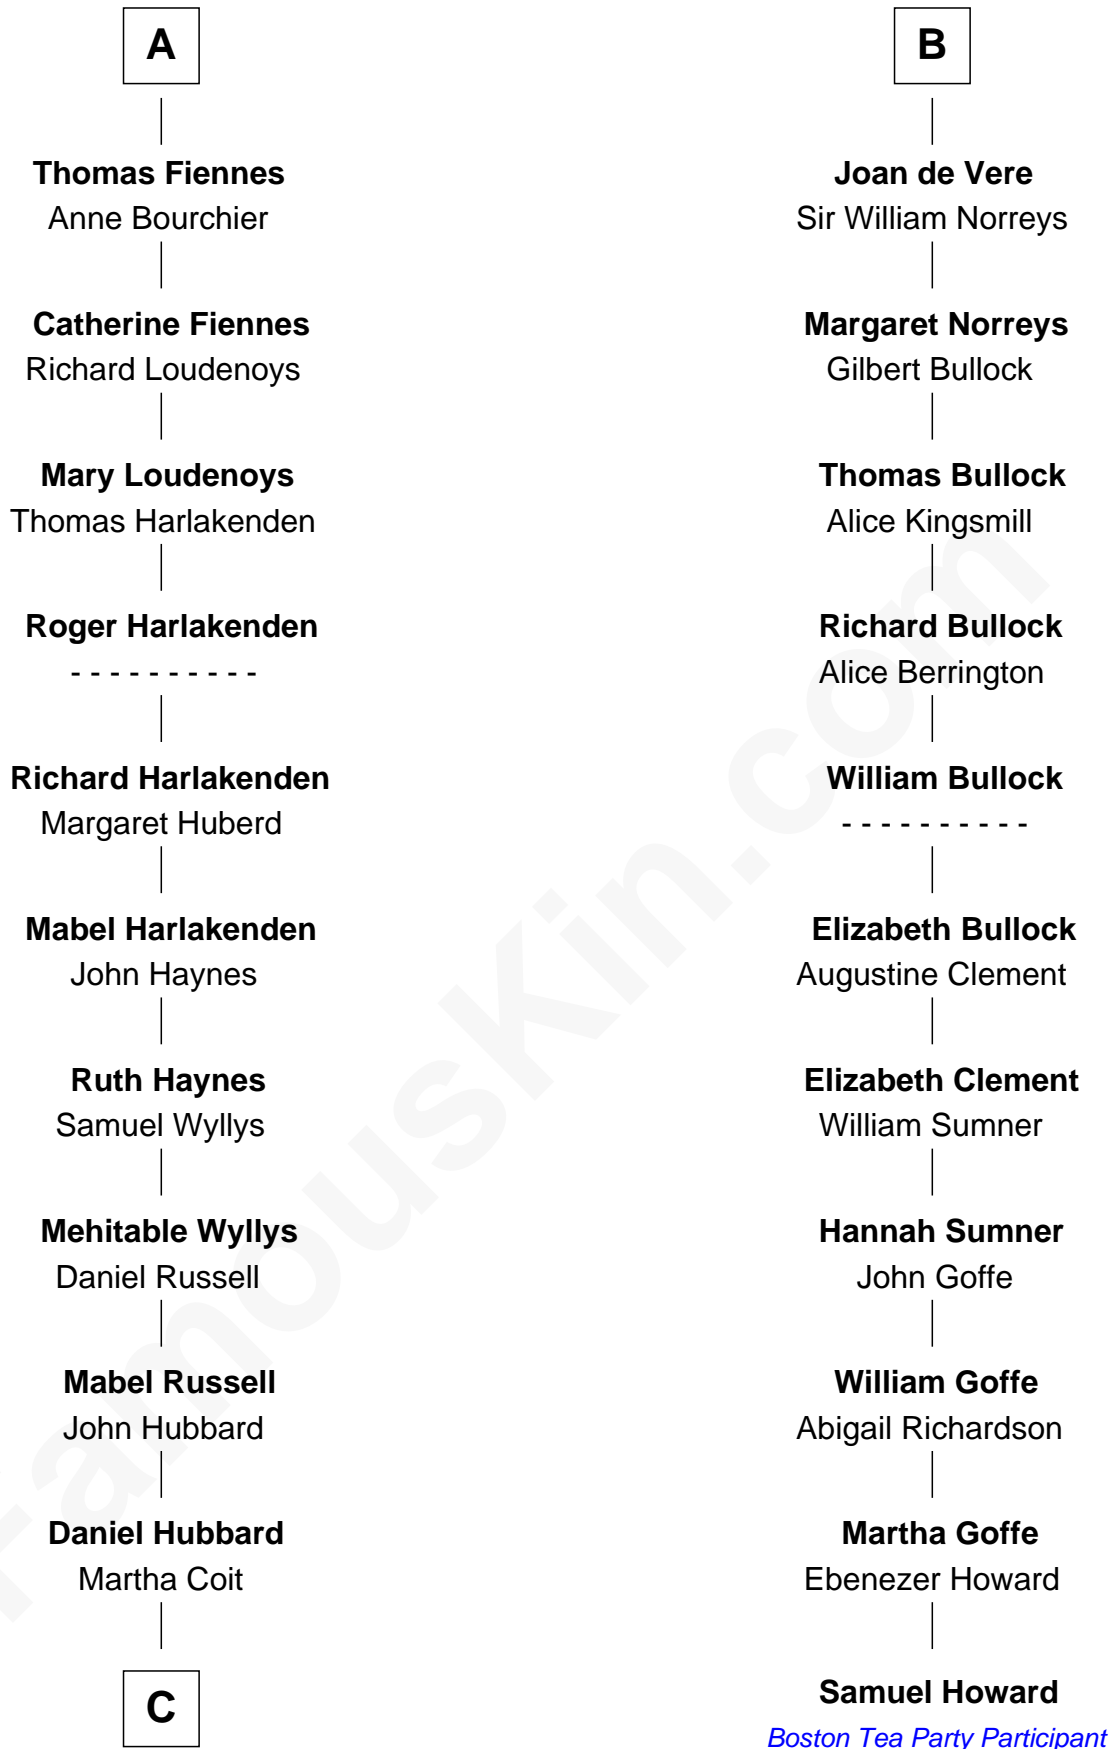 A
Thomas Fiennes
Anne Bourchier
Catherine Fiennes
Richard Loudenoys
Mary Loudenoys
Thomas Harlakenden
Roger Harlakenden
- - - - - - - - - -
Richard Harlakenden
Margaret Huberd
Mabel Harlakenden
John Haynes
Ruth Haynes
Samuel Wyllys
Mehitable Wyllys
Daniel Russell
Mabel Russell
John Hubbard
Daniel Hubbard
Martha Coit
C
B
Joan de Vere
Sir William Norreys
Margaret Norreys
Gilbert Bullock
Thomas Bullock
Alice Kingsmill
Richard Bullock
Alice Berrington
William Bullock
- - - - - - - - - -
Elizabeth Bullock
Augustine Clement
Elizabeth Clement
William Sumner
Hannah Sumner
John Goffe
William Goffe
Abigail Richardson
Martha Goffe
Ebenezer Howard
Samuel Howard
Boston Tea Party Participant
FamousKin.com